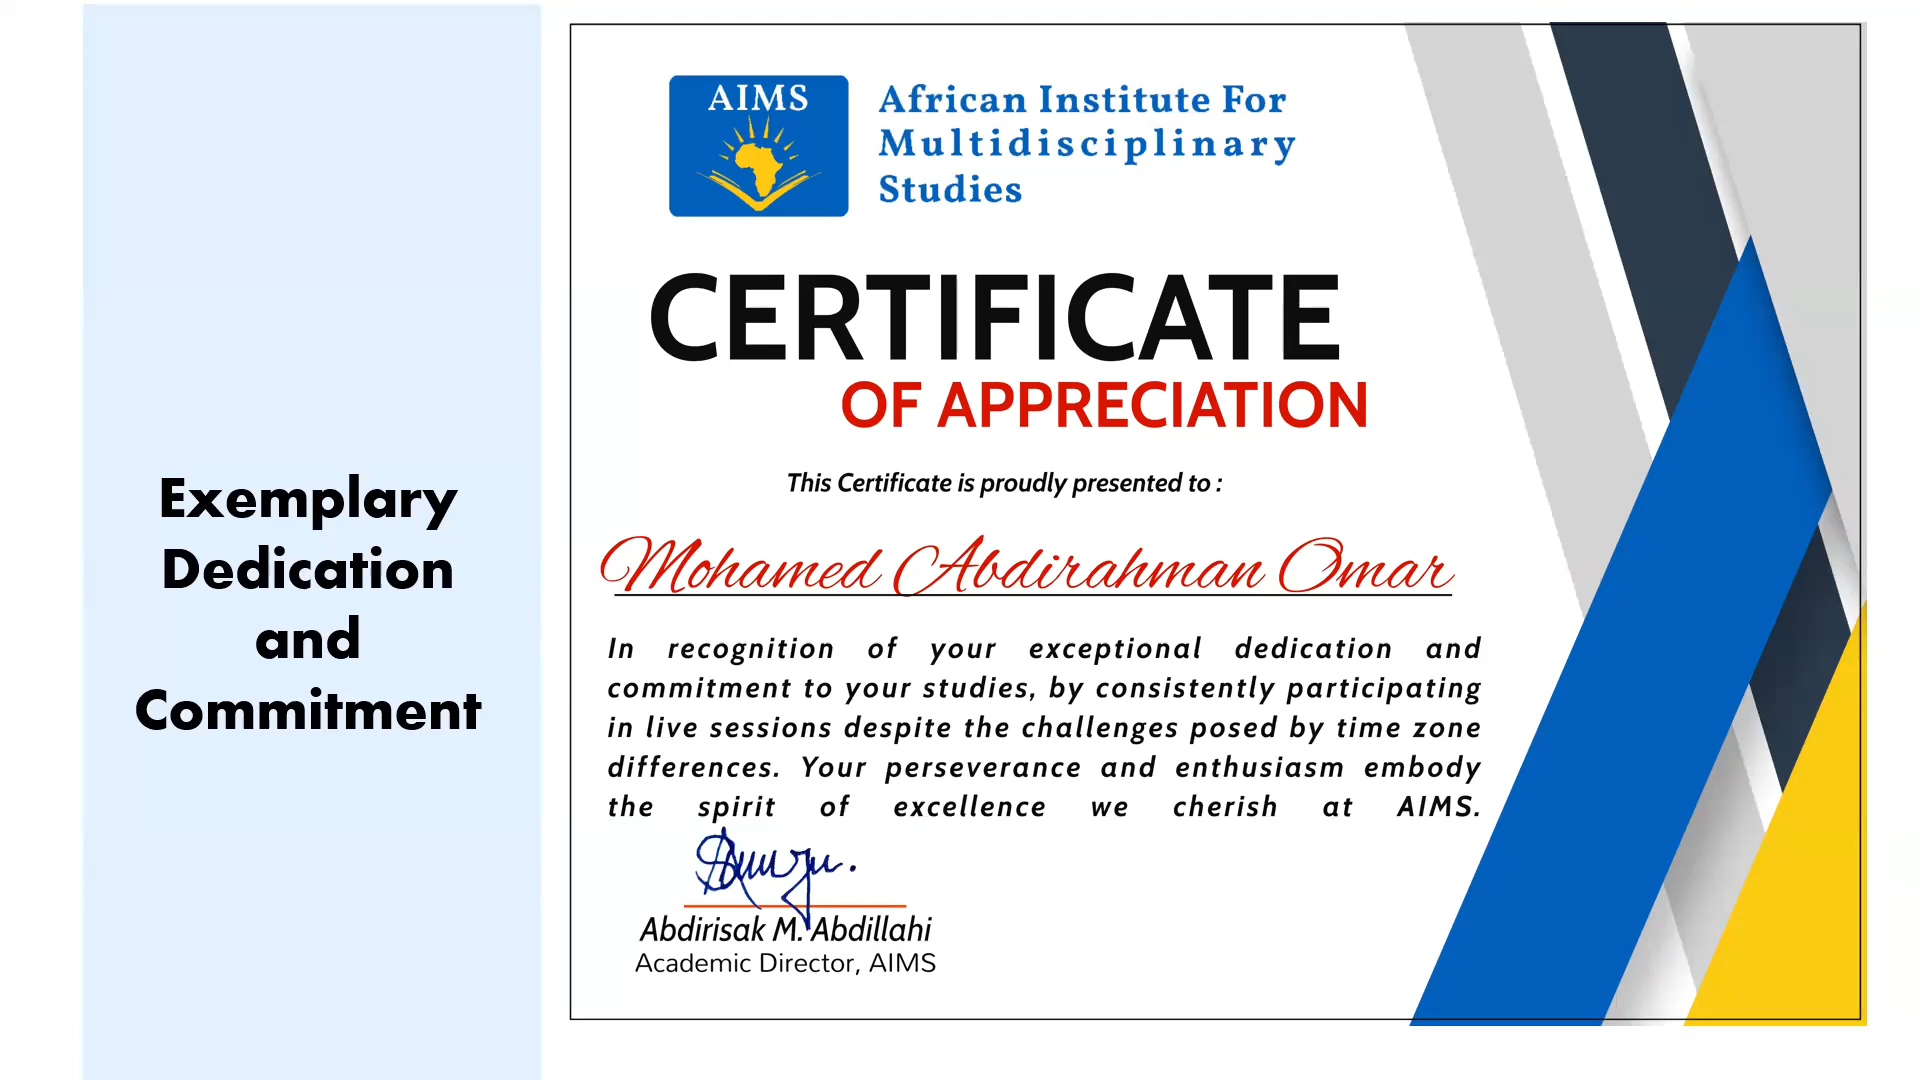 Exemplary
Dedication
and
Commitment
AIMS
African Institute For
Multidisciplinary
Studies
CERTIFICATE
OF APPRECIATION
This Certificate is proudly presented to :
Mohamed Abdirahman Omar
In recognition of your exceptional dedication and
commitment to your studies, by consistently participating
in live sessions despite the challenges posed by time zone
differences. Your perseverance and enthusiasm embody
the spirit of excellence we cherish at AIMS.
Abdirisak M. Abdillahi
Academic Director, AIMS